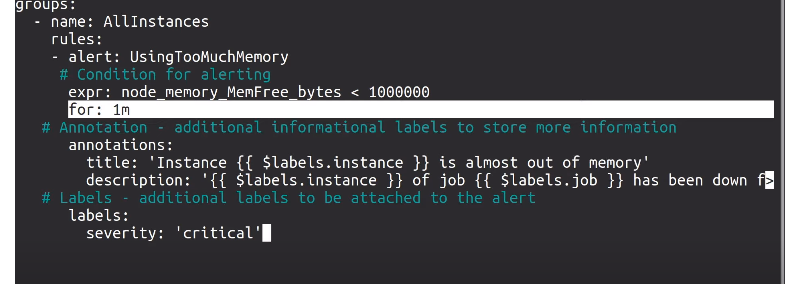 groups:
  - name: AllInstances
    rules:
    - alert: UsingTooMuchMemory
     # Condition for alerting
      expr: node_memory_MemFree_bytes < 1000000
      for: 1m
   # Annotation - additional informational labels to store more information
      annotations:
        title: 'Instance {{ $labels.instance }} is almost out of memory'
        description: '{{ $labels.instance }} of job {{ $labels.job }} has been down f>
   # Labels - additional labels to be attached to the alert
      labels:
        severity: 'critical'